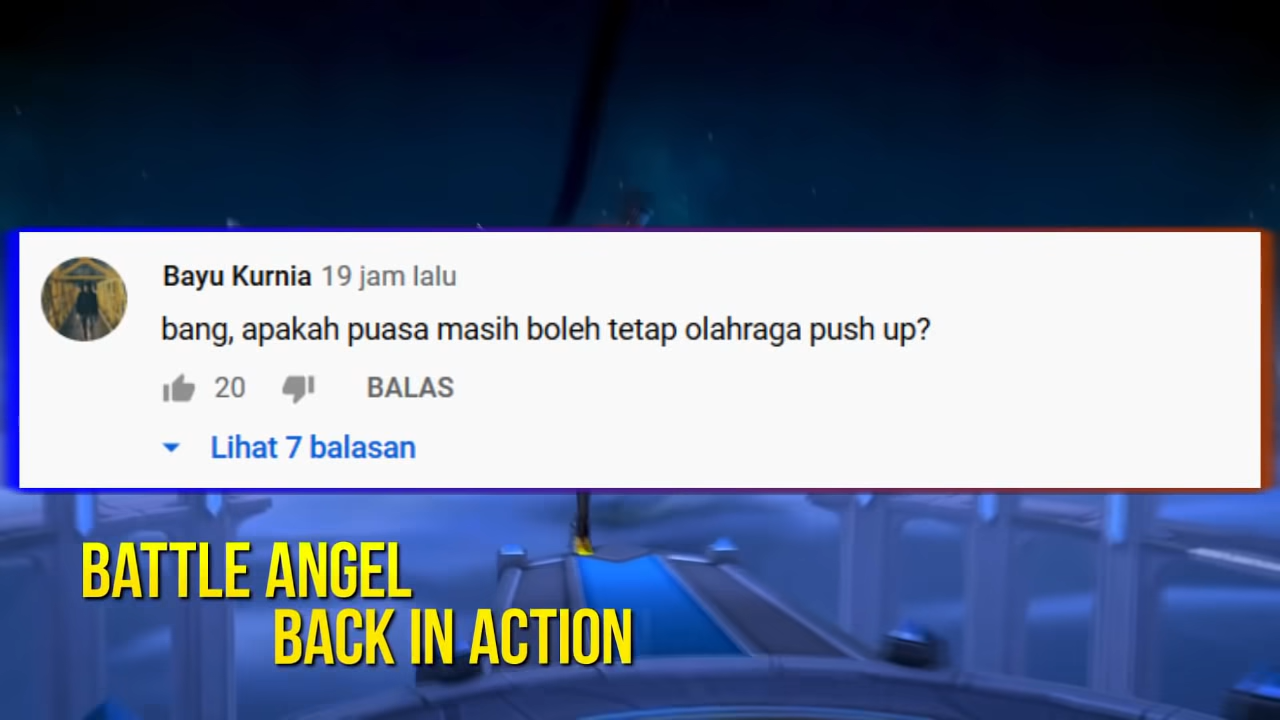 Bayu Kurnia 19 jam lalu
bang, apakah puasa masih boleh tetap olahraga push up?
20 BALAS
Lihat 7 balasan
BATTLE ANGEL
BACK IN ACTION